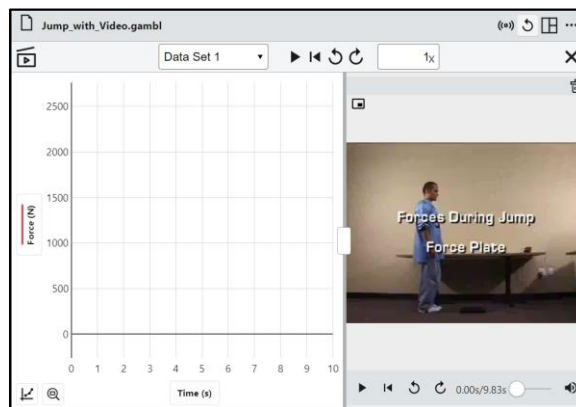 Jump_with_Video.gambl
Data Set 1
1x
2500
2000
1500
1000
500
0
Force (N)
0 1 2 3 4 5 6 7 8 9 10
Time (s)
Forces During Jump
Force Plate
0.00s/9.83s